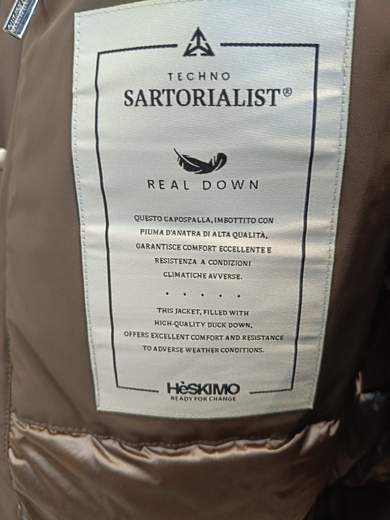 TECHNO
SARTORIALIST®
REAL DOWN
QUESTO CAPOSPALLA, IMBOTTITO CON
PIUMA D'ANATRA DI ALTA QUALITÀ,
GARANTISCE COMFORT ECCELLENTE E
RESISTENZA A CONDIZIONI
CLIMATICHE AVVERSE.
• • • • •
THIS JACKET, FILLED WITH
HIGH-QUALITY DUCK DOWN,
OFFERS EXCELLENT COMFORT AND RESISTANCE
TO ADVERSE WEATHER CONDITIONS.
HèSKIMO
READY FOR CHANGE